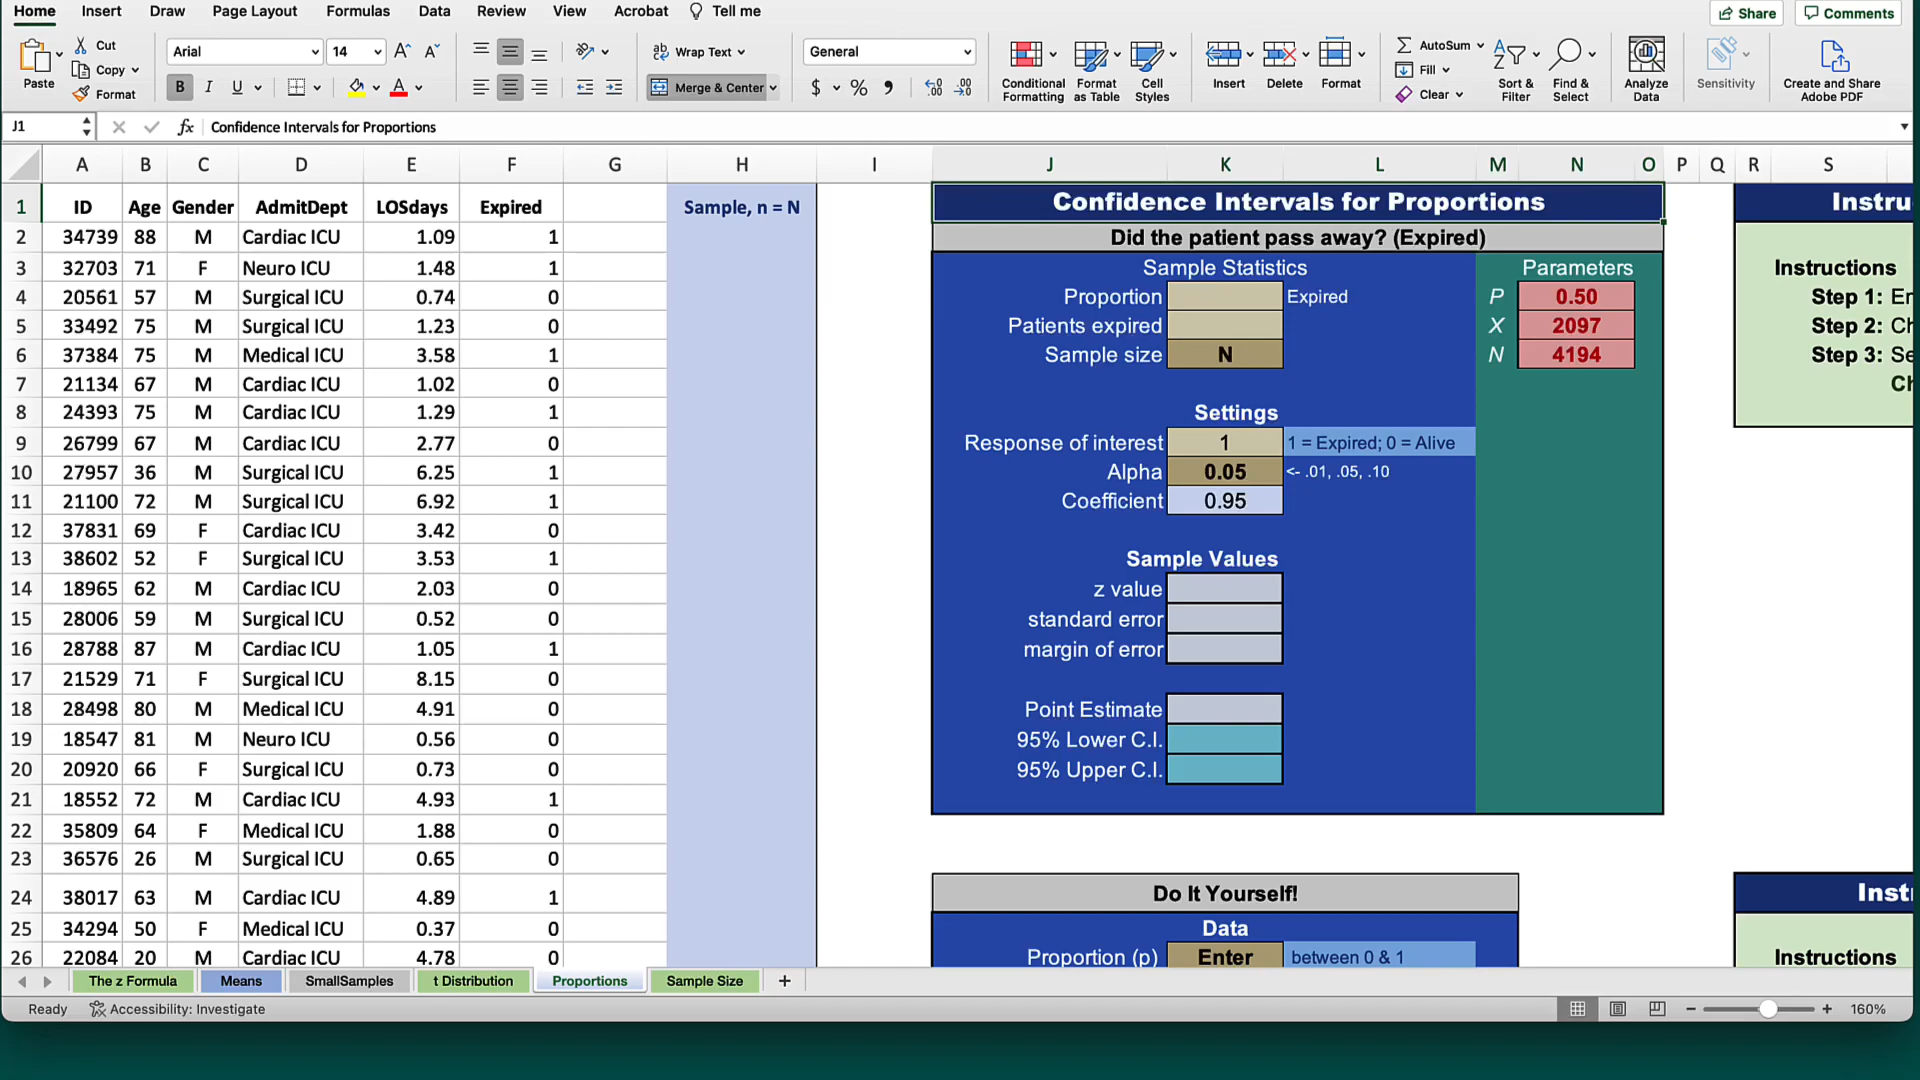 Home Insert Draw Page Layout Formulas Data Review View Acrobat Tell me Share Comments
Paste Cut Copy Format Arial 14 A A Wrap Text General Conditional Formatting Format as Table Cell Styles Insert Delete Format AutoSum Fill Clear Sort & Filter Find & Select Analyze Data Sensitivity Create and Share Adobe PDF
B I U A Merge & Center $ %
J1 fx Confidence Intervals for Proportions
A B C D E F G H I J K L M N O P Q R S
1 ID Age Gender AdmitDept LOSdays Expired Sample, n = N
2 34739 88 M Cardiac ICU 1.09 1
3 32703 71 F Neuro ICU 1.48 1
4 20561 57 M Surgical ICU 0.74 0
5 33492 75 M Surgical ICU 1.23 0
6 37384 75 M Medical ICU 3.58 1
7 21134 67 M Cardiac ICU 1.02 0
8 24393 75 M Cardiac ICU 1.29 1
9 26799 67 M Cardiac ICU 2.77 0
10 27957 36 M Surgical ICU 6.25 1
11 21100 72 M Surgical ICU 6.92 1
12 37831 69 F Cardiac ICU 3.42 0
13 38602 52 F Surgical ICU 3.53 1
14 18965 62 M Cardiac ICU 2.03 0
15 28006 59 M Surgical ICU 0.52 0
16 28788 87 M Cardiac ICU 1.05 1
17 21529 71 F Surgical ICU 8.15 0
18 28498 80 M Medical ICU 4.91 0
19 18547 81 M Neuro ICU 0.56 0
20 20920 66 F Surgical ICU 0.73 0
21 18552 72 M Cardiac ICU 4.93 1
22 35809 64 F Medical ICU 1.88 0
23 36576 26 M Surgical ICU 0.65 0
24 38017 63 M Cardiac ICU 4.89 1
25 34294 50 F Medical ICU 0.37 0
26 22084 20 M Cardiac ICU 4.78 0
Confidence Intervals for Proportions
Did the patient pass away? (Expired)
Sample Statistics Parameters
Proportion Expired P 0.50
Patients expired X 2097
Sample size N N 4194
Settings
Response of interest 1 1 = Expired; 0 = Alive
Alpha 0.05 <- .01, .05, .10
Coefficient 0.95
Sample Values
z value
standard error
margin of error
Point Estimate
95% Lower C.I.
95% Upper C.I.
Do It Yourself!
Data
Proportion (p) Enter between 0 & 1
Instru
Instructions
Step 1: En
Step 2: Ch
Step 3: Se
Ch
Instr
Instructions
The z Formula Means SmallSamples t Distribution Proportions Sample Size +
Ready Accessibility: Investigate 160%